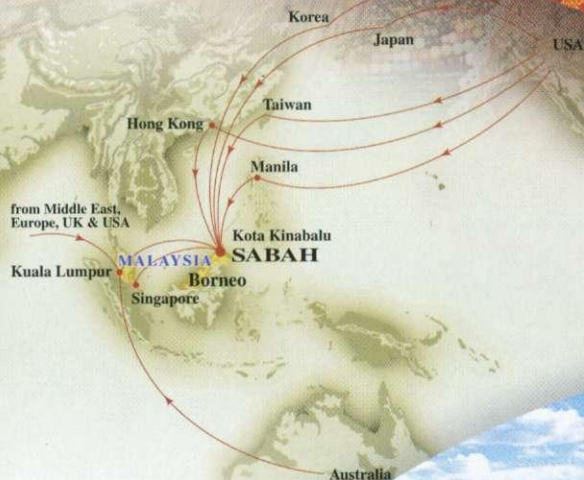 Korea
Japan
USA
Taiwan
Hong Kong
Manila
from Middle East,
Europe, UK & USA
Kota Kinabalu
MALAYSIA SABAH
Kuala Lumpur
Borneo
Singapore
Australia